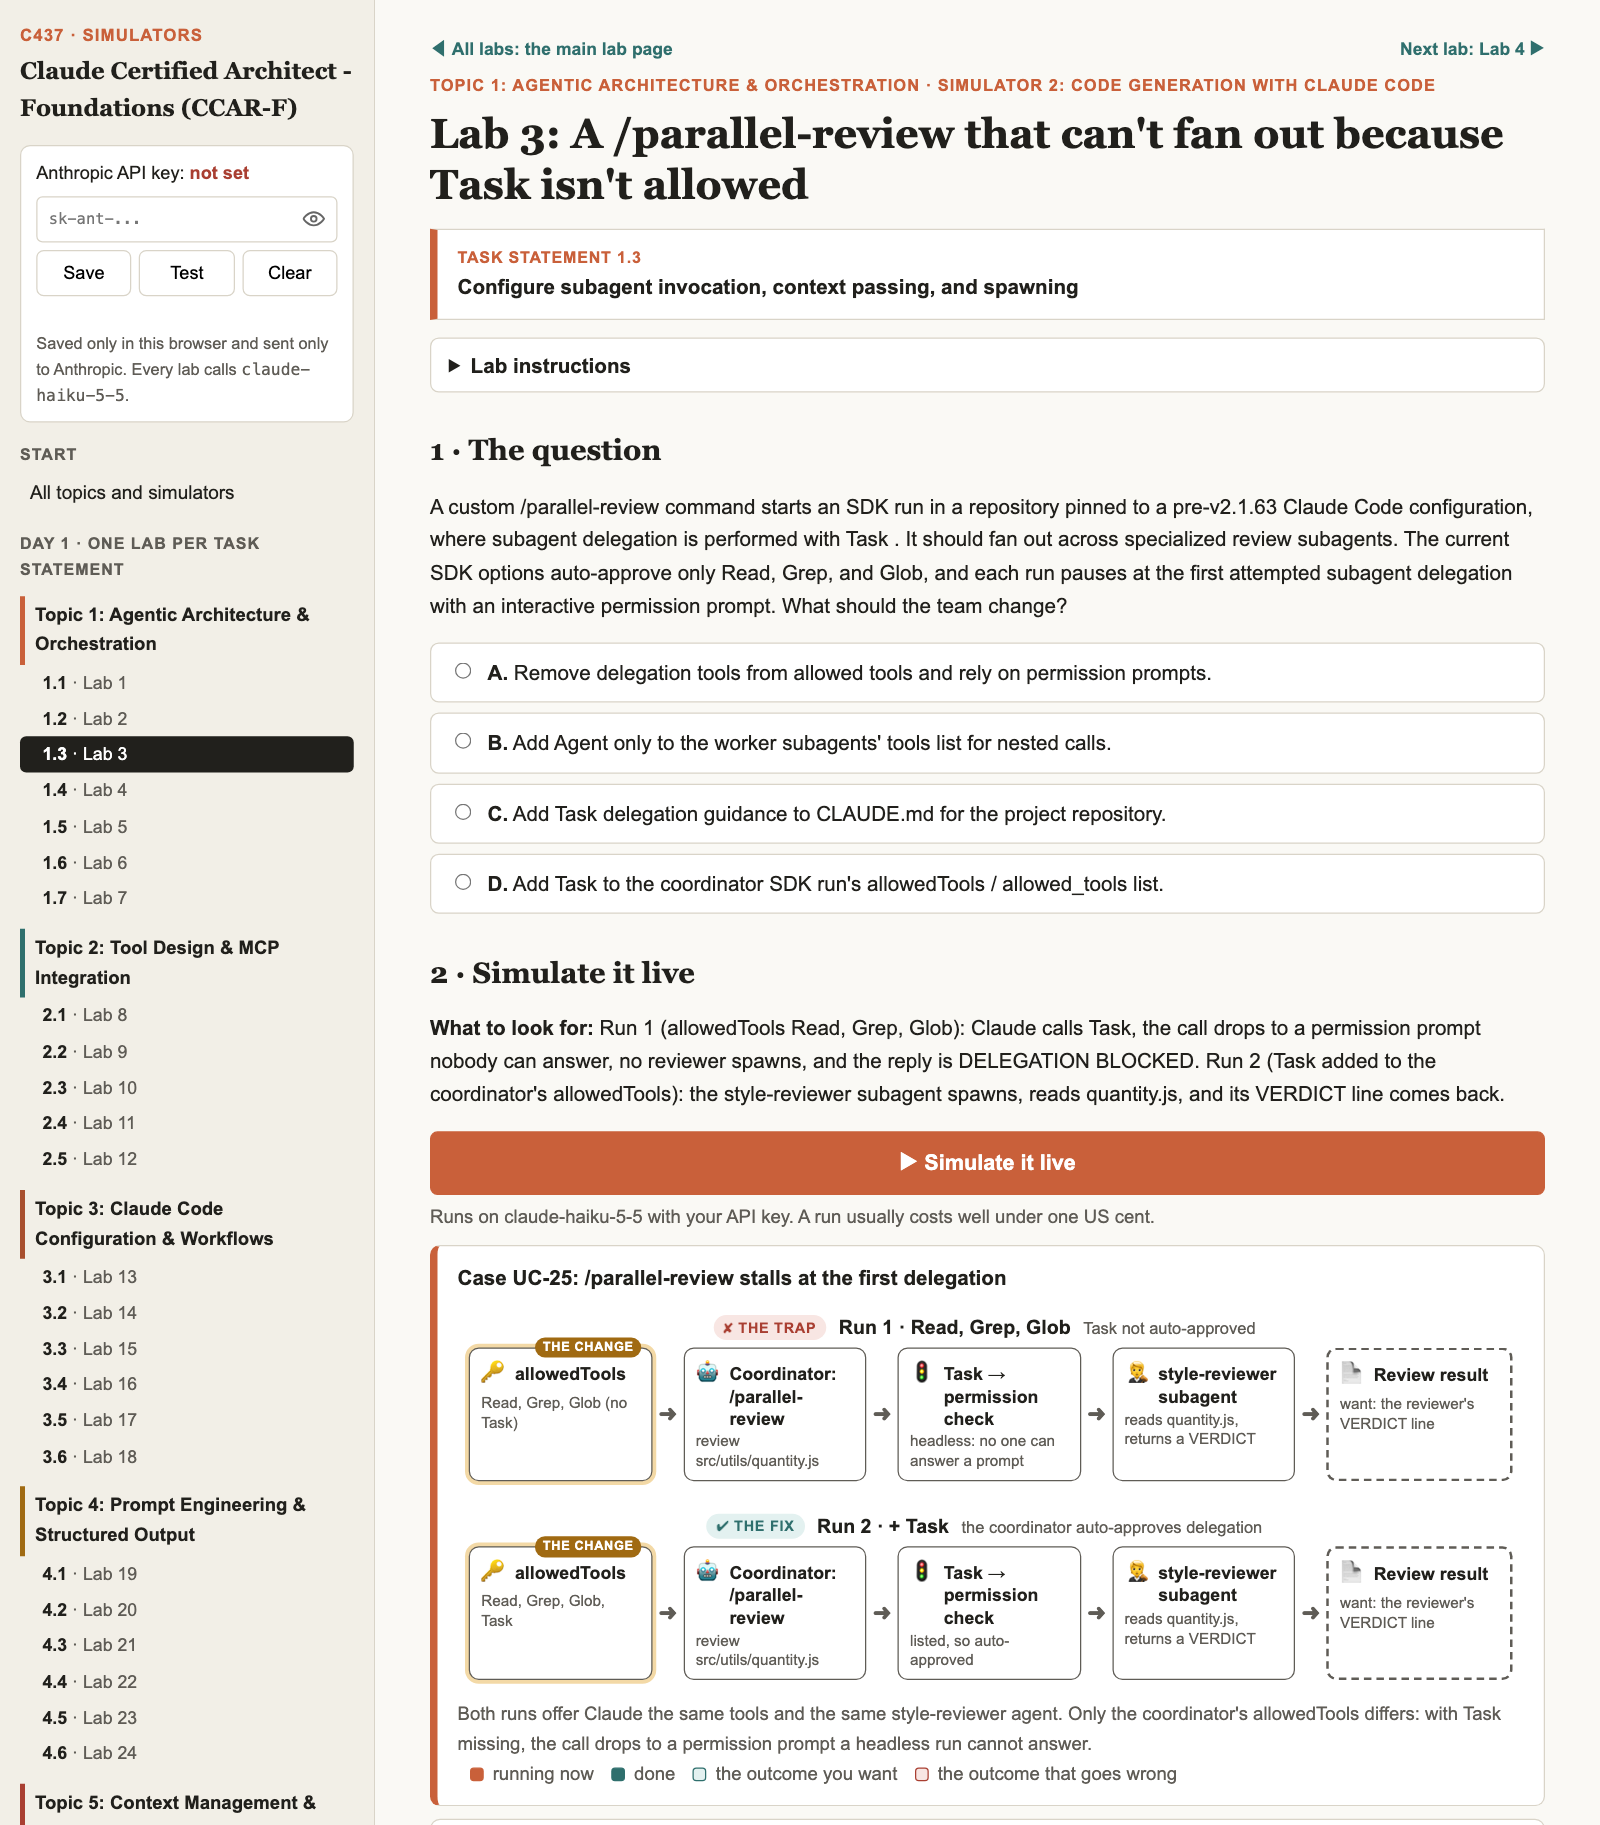 C437 · SIMULATORS
Claude Certified Architect -
Foundations (CCAR-F)
Anthropic API key: not set
sk-ant-...
Save
Test
Clear
Saved only in this browser and sent only
to Anthropic. Every lab calls claude-
haiku-5-5.
START
All topics and simulators
DAY 1 · ONE LAB PER TASK
STATEMENT
Topic 1: Agentic Architecture &
Orchestration
1.1 · Lab 1
1.2 · Lab 2
1.3 · Lab 3
1.4 · Lab 4
1.5 · Lab 5
1.6 · Lab 6
1.7 · Lab 7
Topic 2: Tool Design & MCP
Integration
2.1 · Lab 8
2.2 · Lab 9
2.3 · Lab 10
2.4 · Lab 11
2.5 · Lab 12
Topic 3: Claude Code
Configuration & Workflows
3.1 · Lab 13
3.2 · Lab 14
3.3 · Lab 15
3.4 · Lab 16
3.5 · Lab 17
3.6 · Lab 18
Topic 4: Prompt Engineering &
Structured Output
4.1 · Lab 19
4.2 · Lab 20
4.3 · Lab 21
4.4 · Lab 22
4.5 · Lab 23
4.6 · Lab 24
Topic 5: Context Management &
◀ All labs: the main lab page
Next lab: Lab 4 ▶
TOPIC 1: AGENTIC ARCHITECTURE & ORCHESTRATION · SIMULATOR 2: CODE GENERATION WITH CLAUDE CODE
Lab 3: A /parallel-review that can't fan out because
Task isn't allowed
TASK STATEMENT 1.3
Configure subagent invocation, context passing, and spawning
▶ Lab instructions
1 · The question
A custom /parallel-review command starts an SDK run in a repository pinned to a pre-v2.1.63 Claude Code configuration,
where subagent delegation is performed with Task . It should fan out across specialized review subagents. The current
SDK options auto-approve only Read, Grep, and Glob, and each run pauses at the first attempted subagent delegation
with an interactive permission prompt. What should the team change?
A. Remove delegation tools from allowed tools and rely on permission prompts.
B. Add Agent only to the worker subagents' tools list for nested calls.
C. Add Task delegation guidance to CLAUDE.md for the project repository.
D. Add Task to the coordinator SDK run's allowedTools / allowed_tools list.
2 · Simulate it live
What to look for: Run 1 (allowedTools Read, Grep, Glob): Claude calls Task, the call drops to a permission prompt
nobody can answer, no reviewer spawns, and the reply is DELEGATION BLOCKED. Run 2 (Task added to the
coordinator's allowedTools): the style-reviewer subagent spawns, reads quantity.js, and its VERDICT line comes back.
▶ Simulate it live
Runs on claude-haiku-5-5 with your API key. A run usually costs well under one US cent.
Case UC-25: /parallel-review stalls at the first delegation
✘ THE TRAP Run 1 · Read, Grep, Glob Task not auto-approved
THE CHANGE
allowedTools
Read, Grep, Glob (no
Task)
➜
Coordinator:
/parallel-
review
review
src/utils/quantity.js
➜
Task →
permission
check
headless: no one can
answer a prompt
➜
style-reviewer
subagent
reads quantity.js,
returns a VERDICT
➜
Review result
want: the reviewer's
VERDICT line
✔ THE FIX Run 2 · + Task the coordinator auto-approves delegation
THE CHANGE
allowedTools
Read, Grep, Glob,
Task
➜
Coordinator:
/parallel-
review
review
src/utils/quantity.js
➜
Task →
permission
check
listed, so auto-
approved
➜
style-reviewer
subagent
reads quantity.js,
returns a VERDICT
➜
Review result
want: the reviewer's
VERDICT line
Both runs offer Claude the same tools and the same style-reviewer agent. Only the coordinator's allowedTools differs: with Task
missing, the call drops to a permission prompt a headless run cannot answer.
running now done the outcome you want the outcome that goes wrong